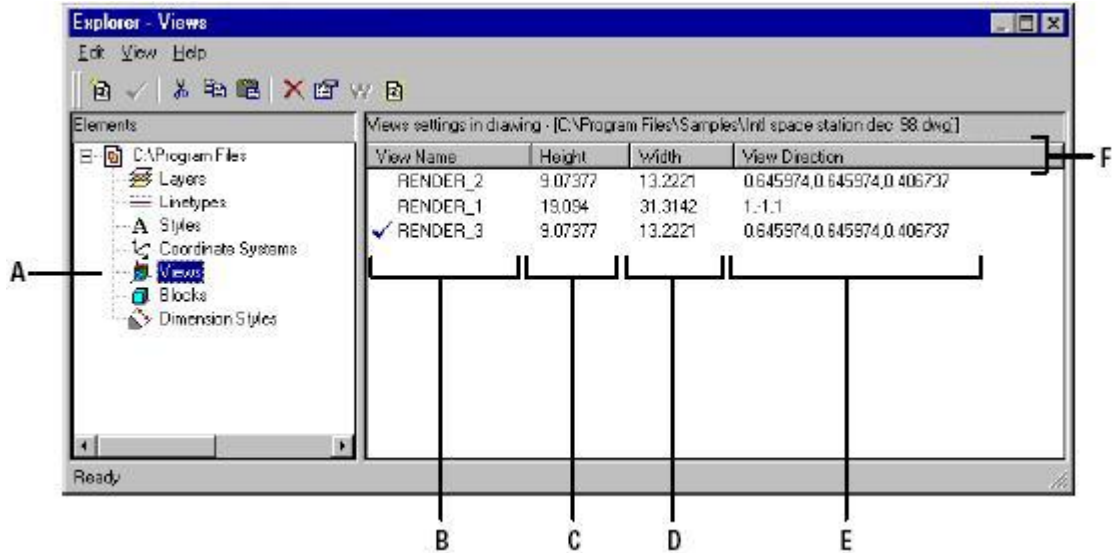 Explorer - Views
Edit View Help
Elements
Views settings in drawing - [C:\Program Files\Samples\Intl space station dec 98.dwg']
C:\Program Files
Layers
Linetypes
Styles
Coordinate Systems
Views
Blocks
Dimension Styles
View Name Height Width View Direction
RENDER_2 9.07377 13.2221 0.645974,0.645974,0.406737
RENDER_1 19.094 31.3142 1,-1,1
RENDER_3 9.07377 13.2221 0.645974,0.645974,0.406737
Ready
A
F
B C D E